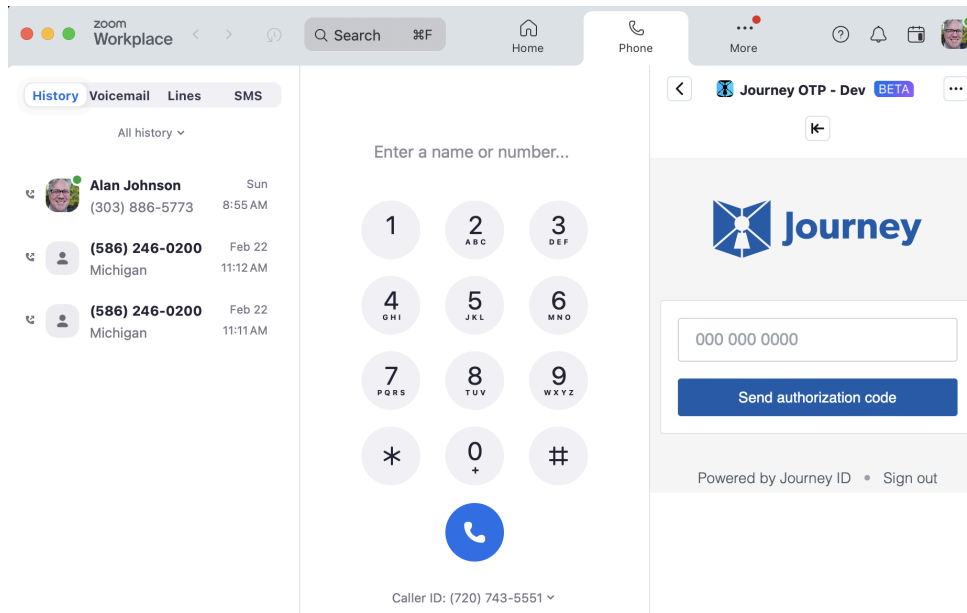 zoom
Workplace
Search ⌘F
Home
Phone
More
History Voicemail Lines SMS
All history
Alan Johnson Sun
(303) 886-5773 8:55 AM
(586) 246-0200 Feb 22
Michigan 11:12 AM
(586) 246-0200 Feb 22
Michigan 11:11 AM
Enter a name or number...
1 2 3
ABC DEF
4 5 6
GHI JKL MNO
7 8 9
PQRS TUV WXYZ
* 0 #
+
Caller ID: (720) 743-5551
Journey OTP - Dev BETA
Journey
000 000 0000
Send authorization code
Powered by Journey ID • Sign out